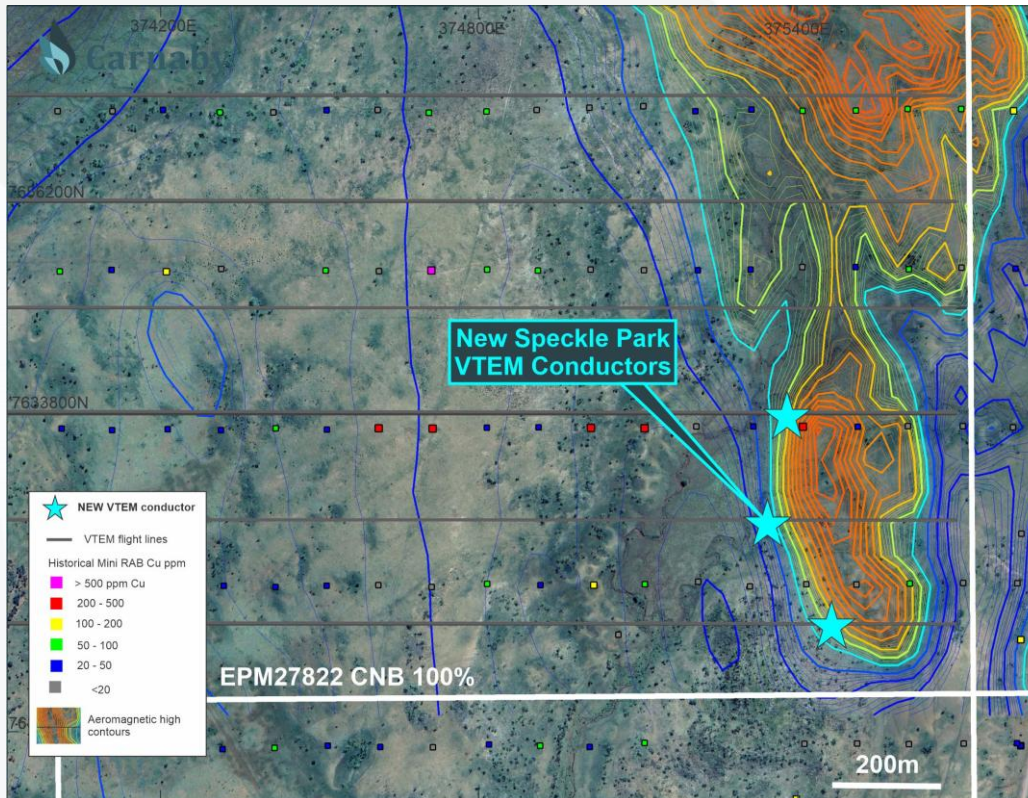 374200E
374800E
375400E
Carnaby
7656200N
New Speckle Park
VTEM Conductors
7633800N
NEW VTEM conductor
VTEM flight lines
Historical Mini RAB Cu ppm
> 500 ppm Cu
200 - 500
100 - 200
50 - 100
20 - 50
<20
Aeromagnetic high
contours
EPM27822 CNB 100%
200m